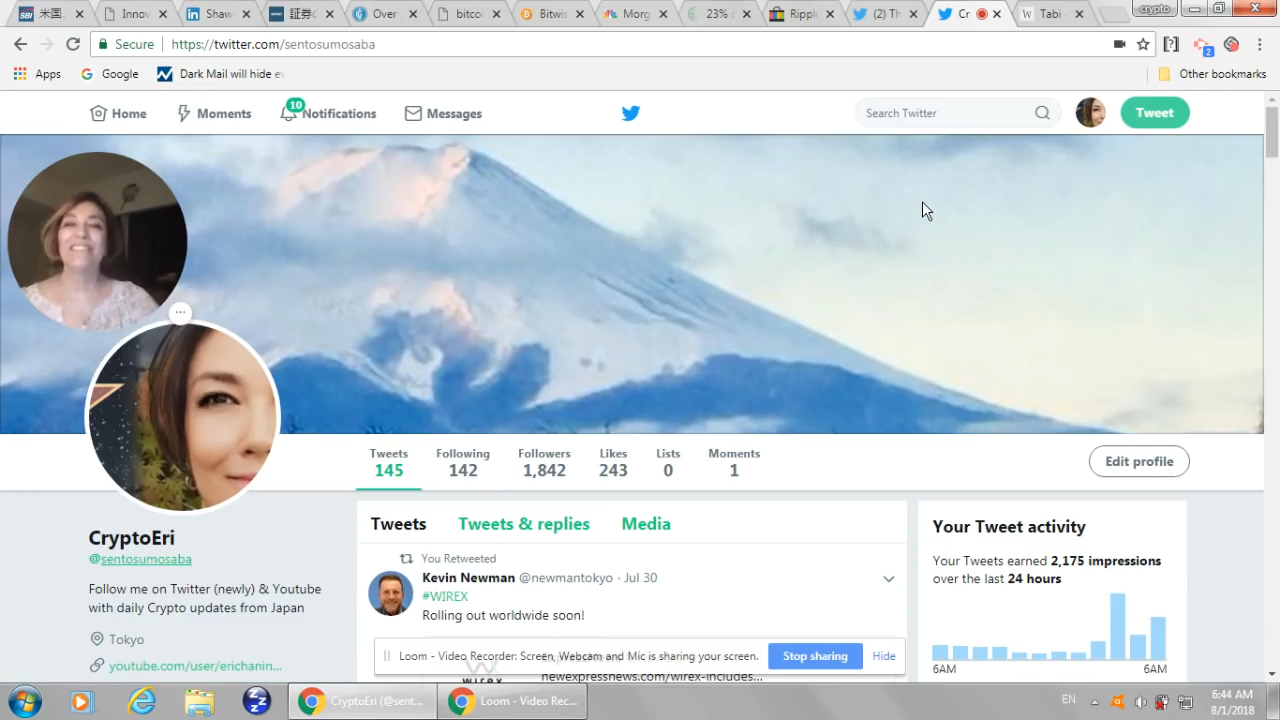 米国
Innov
Shaw
証券C
Over
bitco
Bitwis
Morg
23% c
Rippl
(2) Th
Cr
Tabi -
crypto
Secure
https://twitter.com/sentosumosaba
Apps
Google
Dark Mail will hide e
Other bookmarks
Home
Moments
10
Notifications
Messages
Search Twitter
Tweet
Tweets
145
Following
142
Followers
1,842
Likes
243
Lists
0
Moments
1
Edit profile
CryptoEri
@sentosumosaba
Follow me on Twitter (newly) & Youtube
with daily Crypto updates from Japan
Tokyo
youtube.com/user/erichanin...
Tweets
Tweets & replies
Media
You Retweeted
Kevin Newman @newmantokyo · Jul 30
#WIREX
Rolling out worldwide soon!
Loom - Video Recorder: Screen, Webcam and Mic is sharing your screen.
Stop sharing
Hide
wirex
newexpressnews.com/wirex-includes...
Your Tweet activity
Your Tweets earned 2,175 impressions
over the last 24 hours
6AM
6AM
CryptoEri (@sent...
Loom - Video Rec...
EN
6:44 AM
8/1/2018